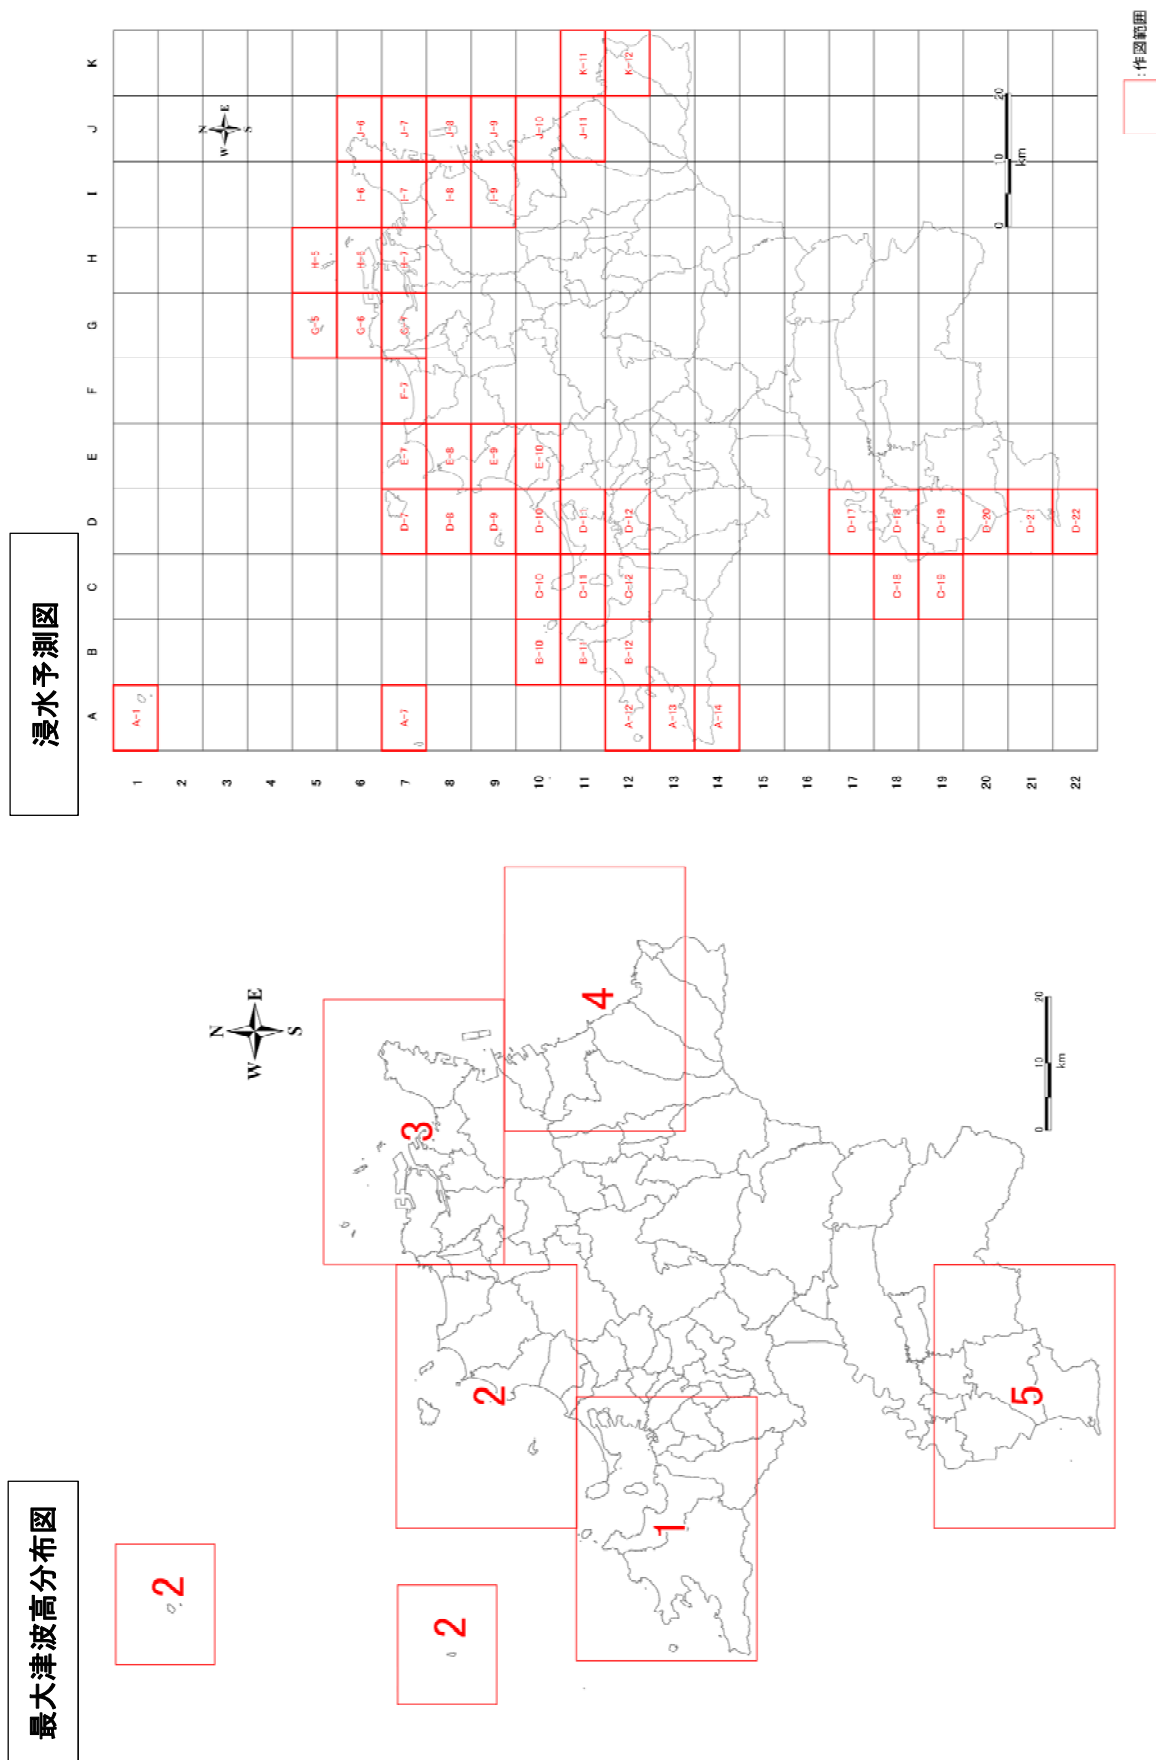 最大津波高分布図
2
2
2
3
4
1
5
N
W
E
S
0
10
20
km
浸水予測図
A
B
C
D
E
F
G
H
I
J
K
1
2
3
4
5
6
7
8
9
10
11
12
13
14
15
16
17
18
19
20
21
22
N
W
E
S
A-1
G-5
H-5
G-6
H-6
I-6
J-6
A-7
D-7
E-7
F-7
G-7
H-7
I-7
J-7
D-8
E-8
I-8
J-8
D-9
E-9
I-9
J-9
B-10
C-10
D-10
E-10
J-10
B-11
C-11
D-11
J-11
K-11
A-12
B-12
C-12
D-12
K-12
A-13
A-14
D-17
C-18
D-18
C-19
D-19
D-20
D-21
D-22
0
10
20
km
:作図範囲